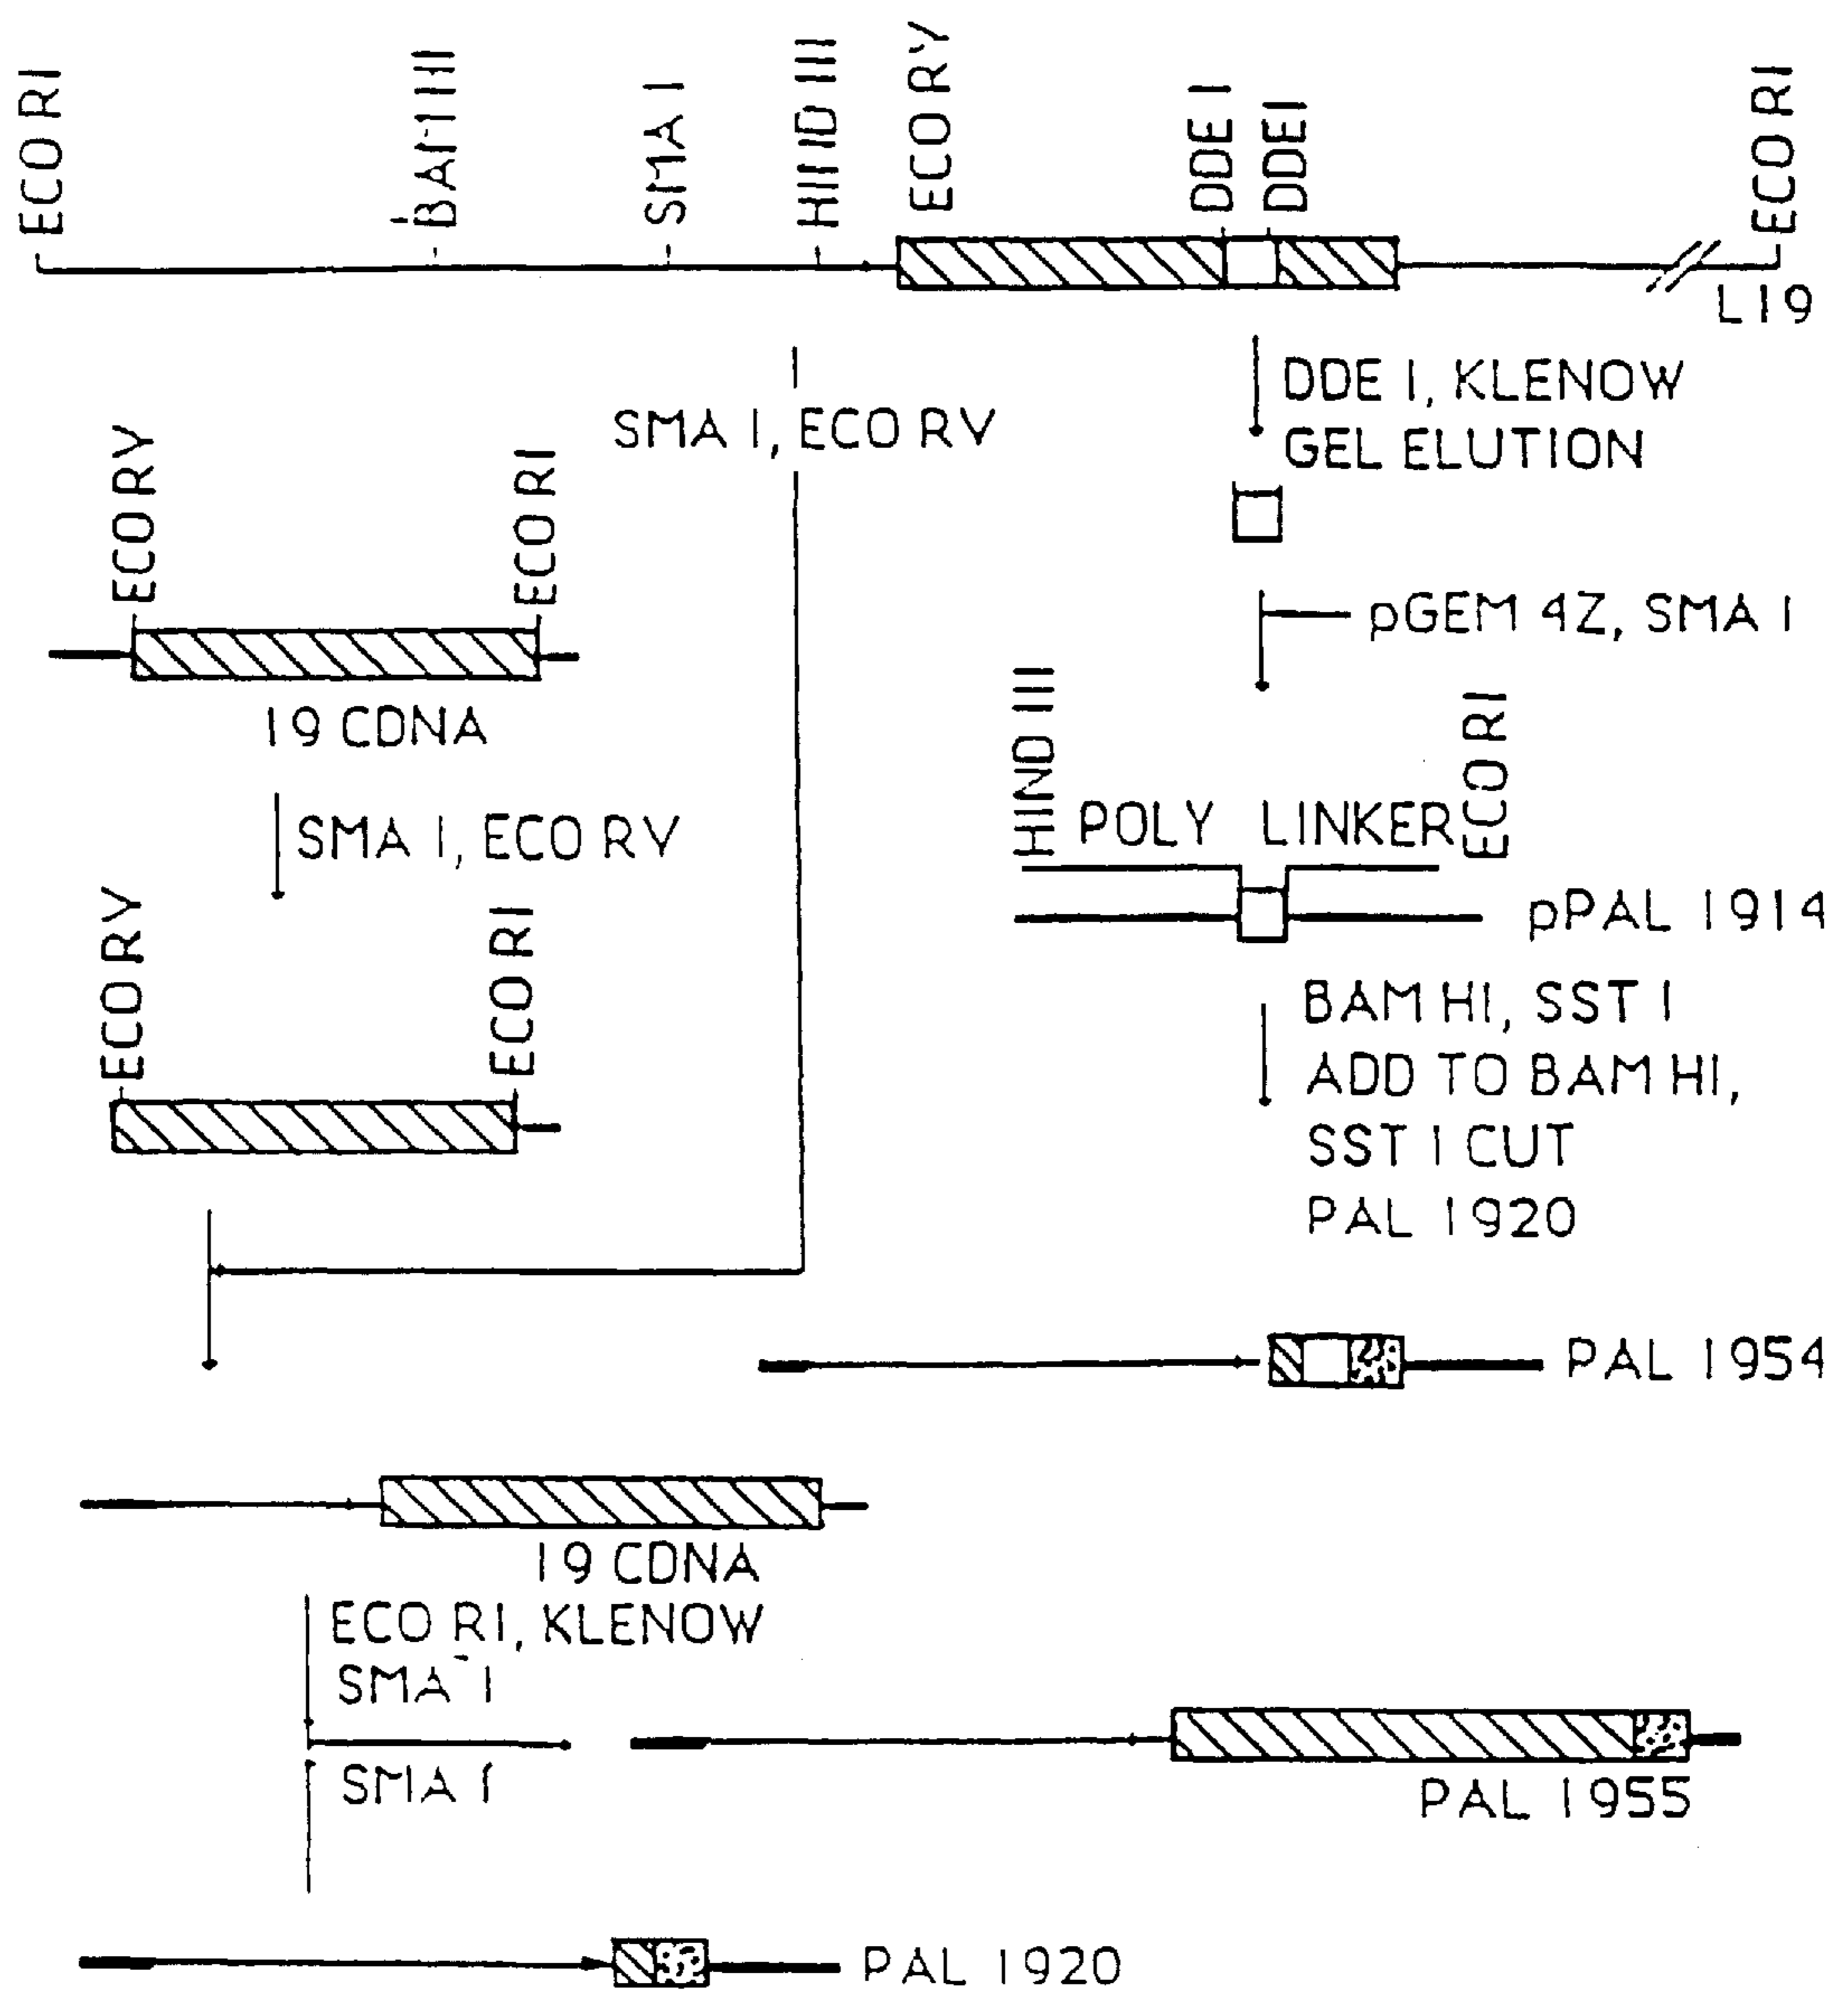 ECO RI
BAM HI
SMA I
HIND III
ECO RV
DDE I
DDE I
ECO RI
L19
DDE I, KLENOW
GEL ELUTION
SMA I, ECO RV
ECO RV
ECO RI
19 CDNA
pGEM 4Z, SMA I
HIND III
POLY LINKER
ECO RI
pPAL 1914
SMA I, ECO RV
ECO RV
ECO RI
BAM HI, SST I
ADD TO BAM HI,
SST I CUT
PAL 1920
PAL 1954
19 CDNA
ECO RI, KLENOW
SMA I
SMA I
PAL 1955
PAL 1920